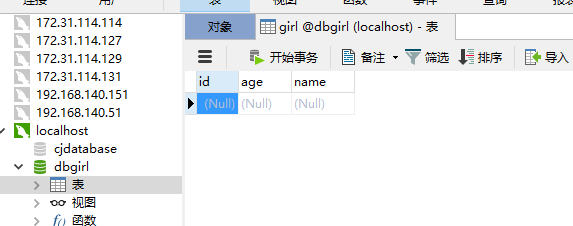 172.31.114.114
172.31.114.127
172.31.114.129
172.31.114.131
192.168.140.151
192.168.140.51
localhost
cjdatabase
dbgirl
表
视图
f() 函数
对象
girl @dbgirl (localhost) - 表
开始事务 备注 筛选 排序 导入
id age name
(Null) (Null) (Null)